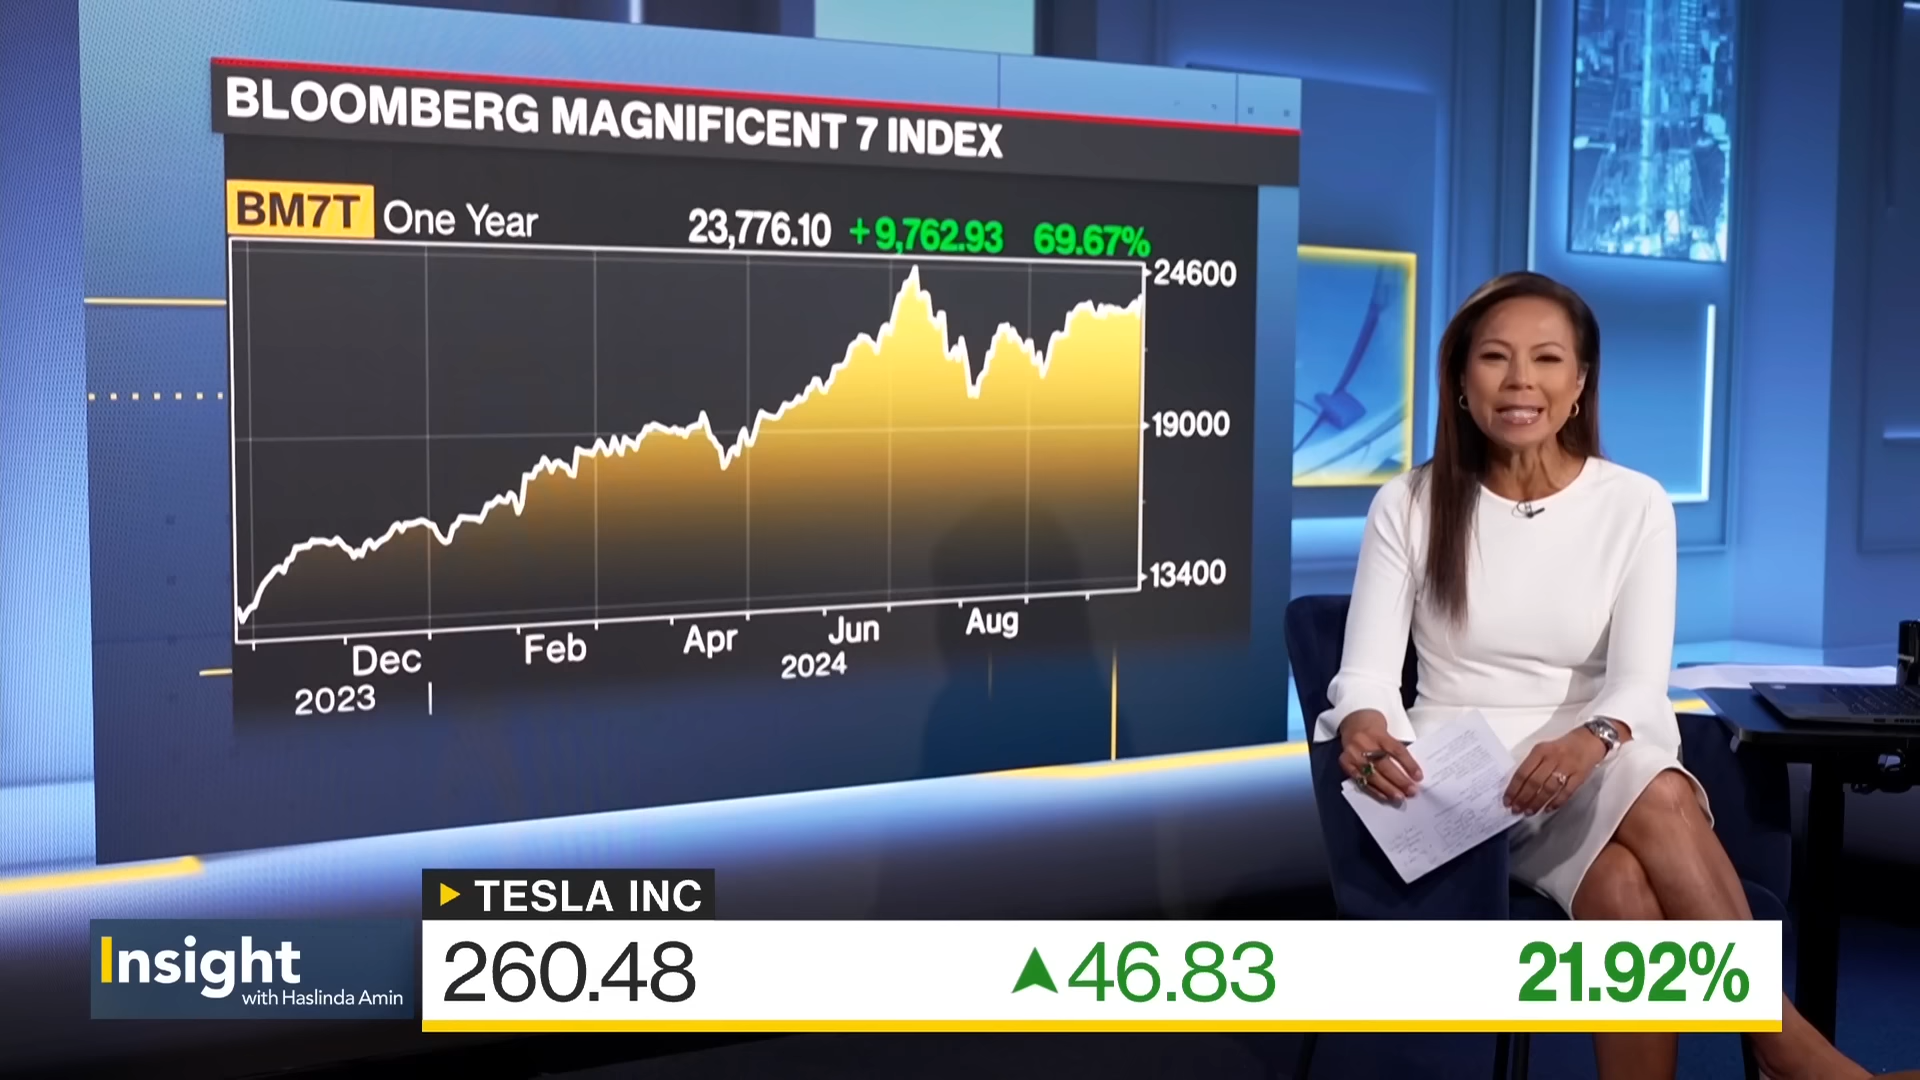 BLOOMBERG MAGNIFICENT 7 INDEX
BM7T One Year 23,776.10 +9,762.93 69.67%
24600
19000
13400
Dec Feb Apr Jun Aug
2023 | 2024
TESLA INC
260.48 46.83 21.92%
Insight
with Haslinda Amin